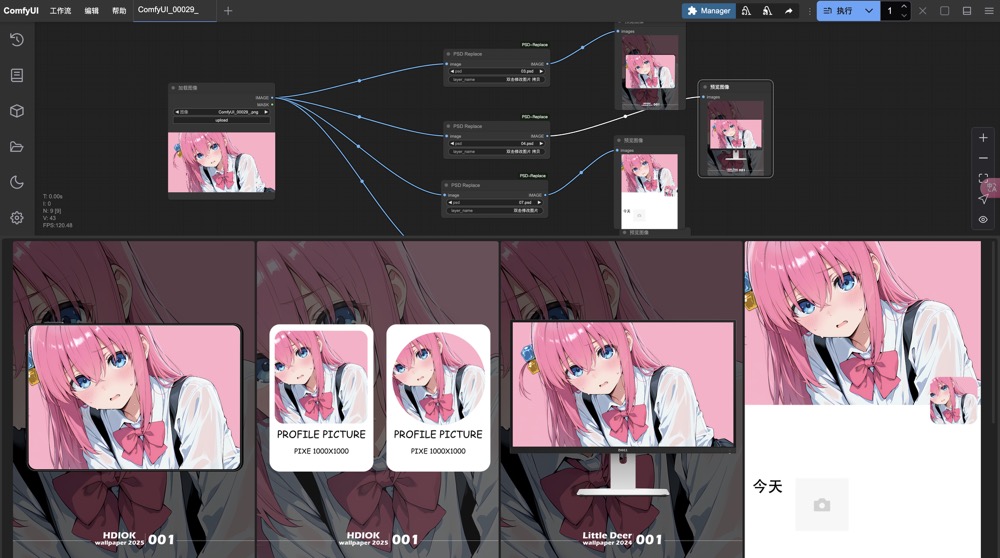 ComfyUI 工作流 编辑 帮助 ComfyUI_00029_
Manager 执行 1
加载图像
IMAGE
MASK
图像 ComfyUI_00029_.png
upload
PSD-Replace
PSD Replace
image IMAGE
psd 03.psd
layer_name 双击修改图片 拷贝
PSD-Replace
PSD Replace
image IMAGE
psd 04.psd
layer_name 双击修改图片 拷贝
PSD-Replace
PSD Replace
image IMAGE
psd 07.psd
layer_name 双击修改图片
images
预览图像
images
预览图像
images
今天
预览图像
T: 0.00s
I: 0
N: 9 [9]
V: 43
FPS:120.48
HDIOK
wallpaper 2025 001
PROFILE PICTURE
PIXE 1000X1000
PROFILE PICTURE
PIXE 1000X1000
HDIOK
wallpaper 2025 001
Little Deer
wallpaper 2024 001
今天